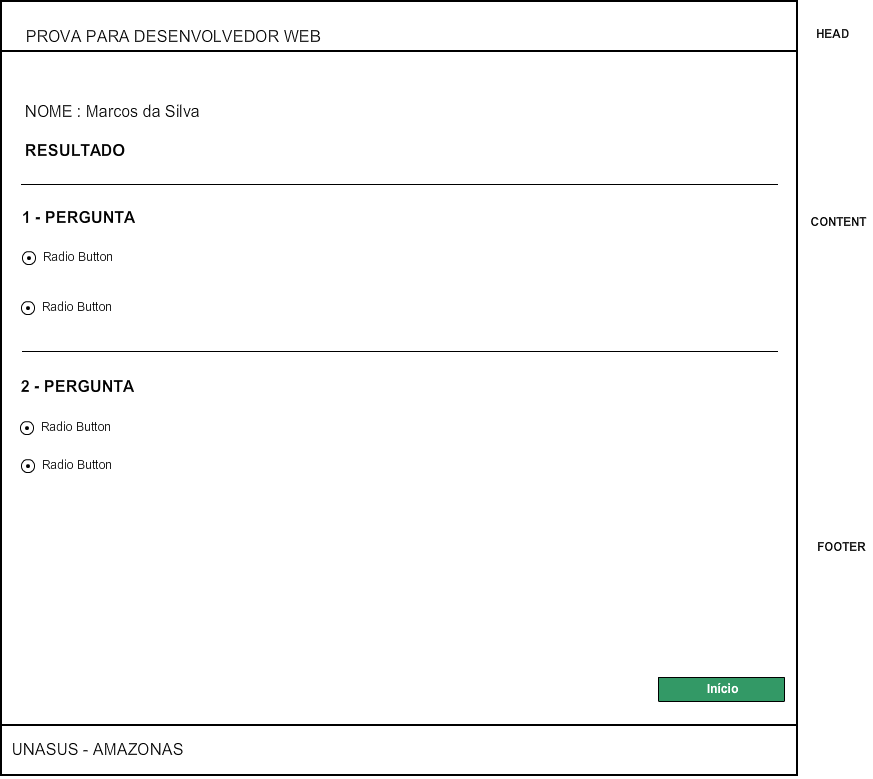 PROVA PARA DESENVOLVEDOR WEB
HEAD
NOME : Marcos da Silva
RESULTADO
1 - PERGUNTA
CONTENT
Radio Button
Radio Button
2 - PERGUNTA
Radio Button
Radio Button
FOOTER
Início
UNASUS - AMAZONAS